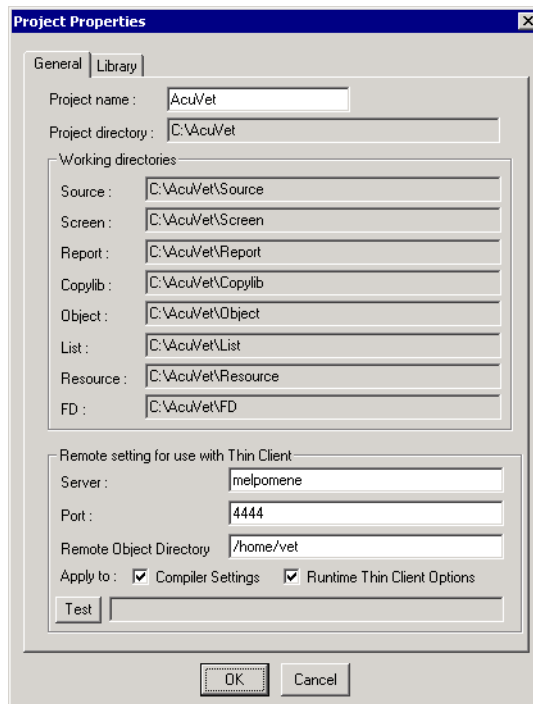 Project Properties
General Library
Project name : AcuVet
Project directory : C:\AcuVet
Working directories
Source : C:\AcuVet\Source
Screen : C:\AcuVet\Screen
Report : C:\AcuVet\Report
Copylib : C:\AcuVet\Copylib
Object : C:\AcuVet\Object
List : C:\AcuVet\List
Resource : C:\AcuVet\Resource
FD : C:\AcuVet\FD
Remote setting for use with Thin Client
Server : melpomene
Port : 4444
Remote Object Directory /home/vet
Apply to : Compiler Settings Runtime Thin Client Options
Test
OK Cancel